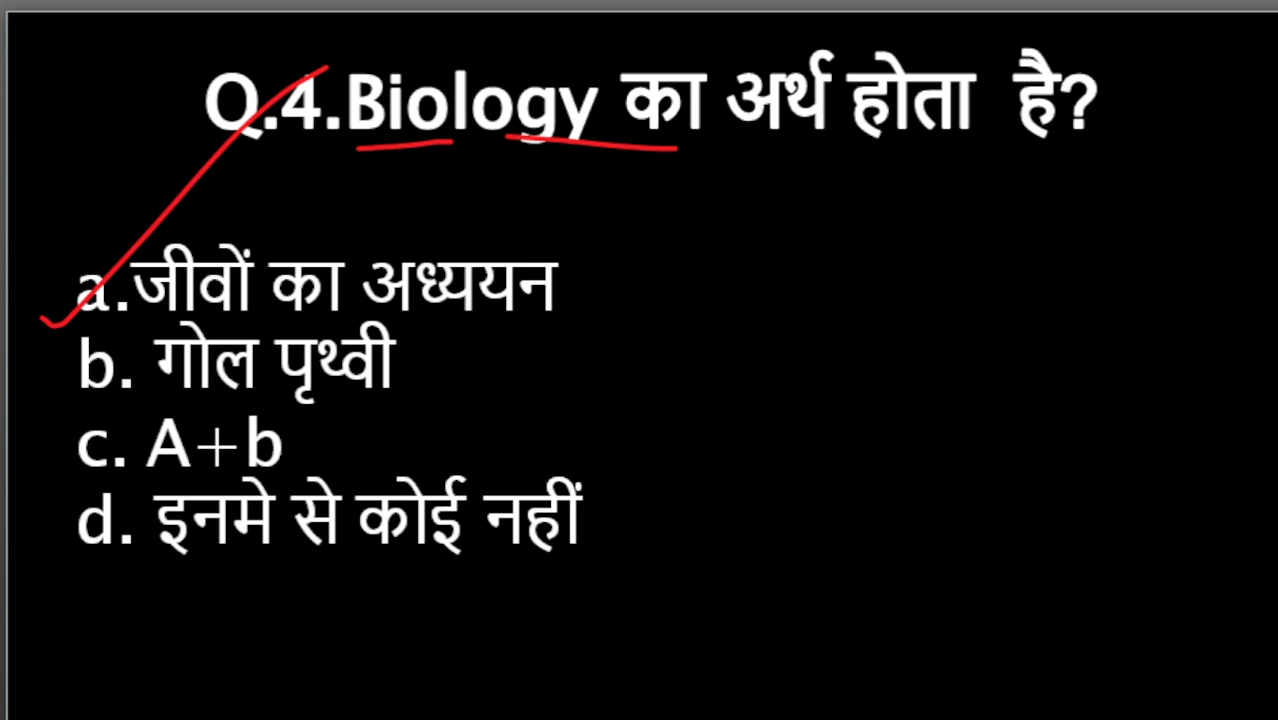 Q.4.Biology का अर्थ होता है?
a.जीवों का अध्ययन
b. गोल पृथ्वी
c. A+b
d. इनमे से कोई नहीं